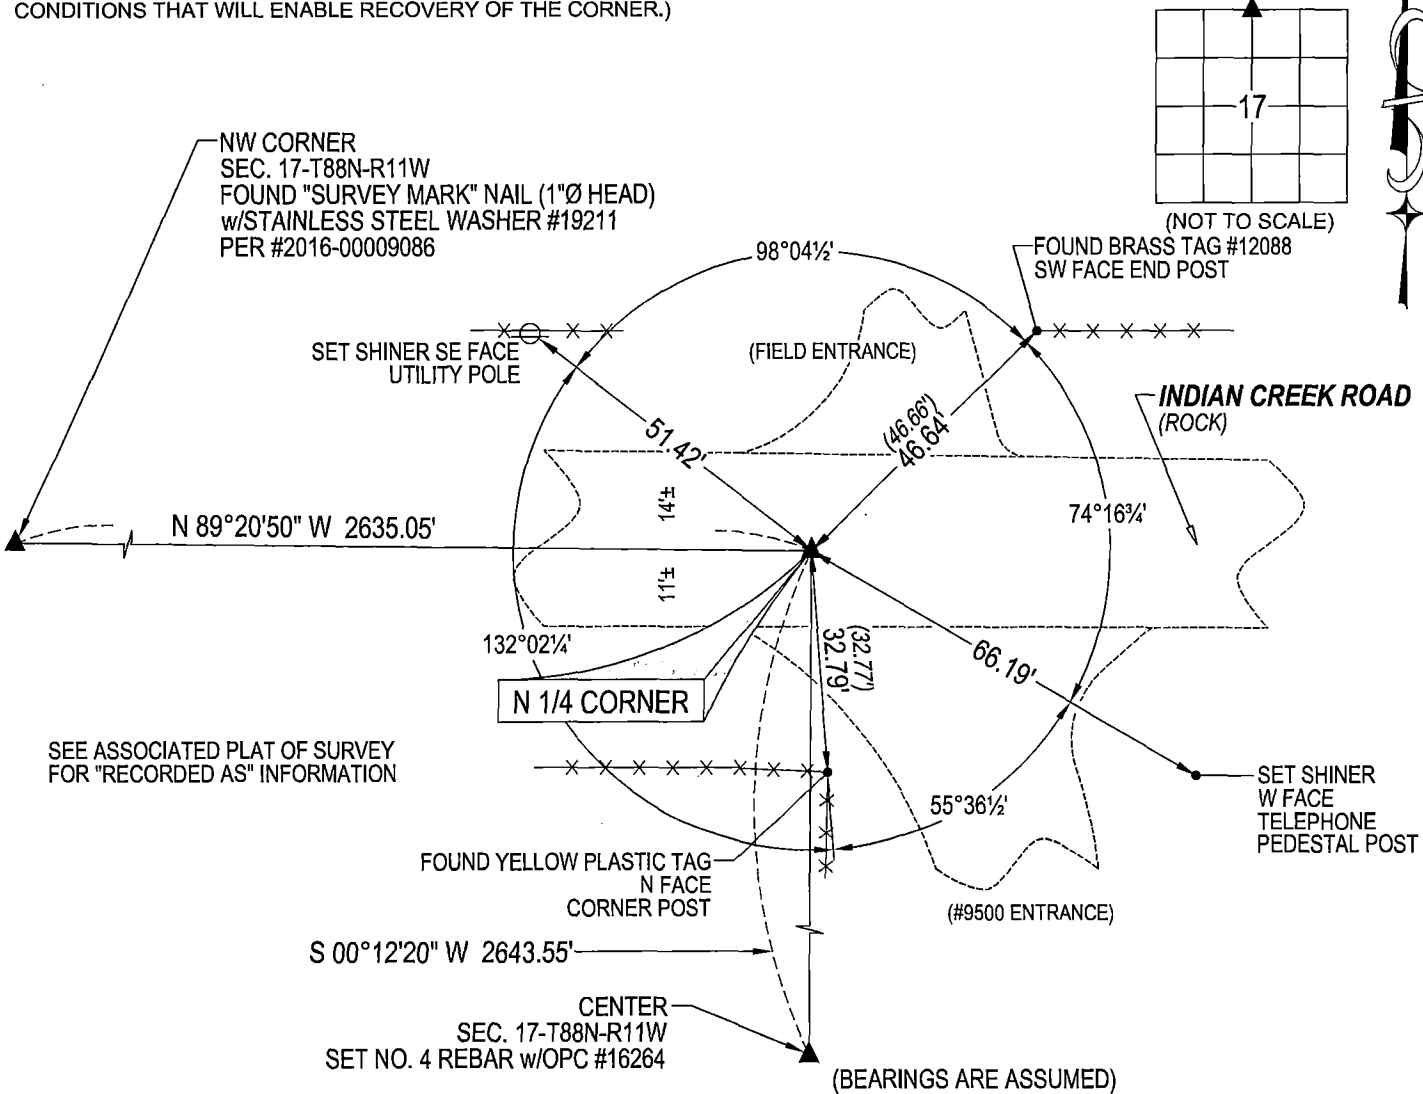 CONDITIONS THAT WILL ENABLE RECOVERY OF THE CORNER.)
17
(NOT TO SCALE)
NW CORNER
SEC. 17-T88N-R11W
FOUND "SURVEY MARK" NAIL (1"Ø HEAD)
w/STAINLESS STEEL WASHER #19211
PER #2016-00009086
98°04½'
FOUND BRASS TAG #12088
SW FACE END POST
SET SHINER SE FACE
UTILITY POLE
(FIELD ENTRANCE)
INDIAN CREEK ROAD
(ROCK)
51.42'
(46.66')
46.64'
14'±
74°16¾'
N 89°20'50" W 2635.05'
11'±
132°02¼'
(32.77')
32.79'
66.19'
N 1/4 CORNER
SEE ASSOCIATED PLAT OF SURVEY
FOR "RECORDED AS" INFORMATION
SET SHINER
W FACE
TELEPHONE
PEDESTAL POST
55°36½'
FOUND YELLOW PLASTIC TAG
N FACE
CORNER POST
(#9500 ENTRANCE)
S 00°12'20" W 2643.55'
CENTER
SEC. 17-T88N-R11W
SET NO. 4 REBAR w/OPC #16264
(BEARINGS ARE ASSUMED)